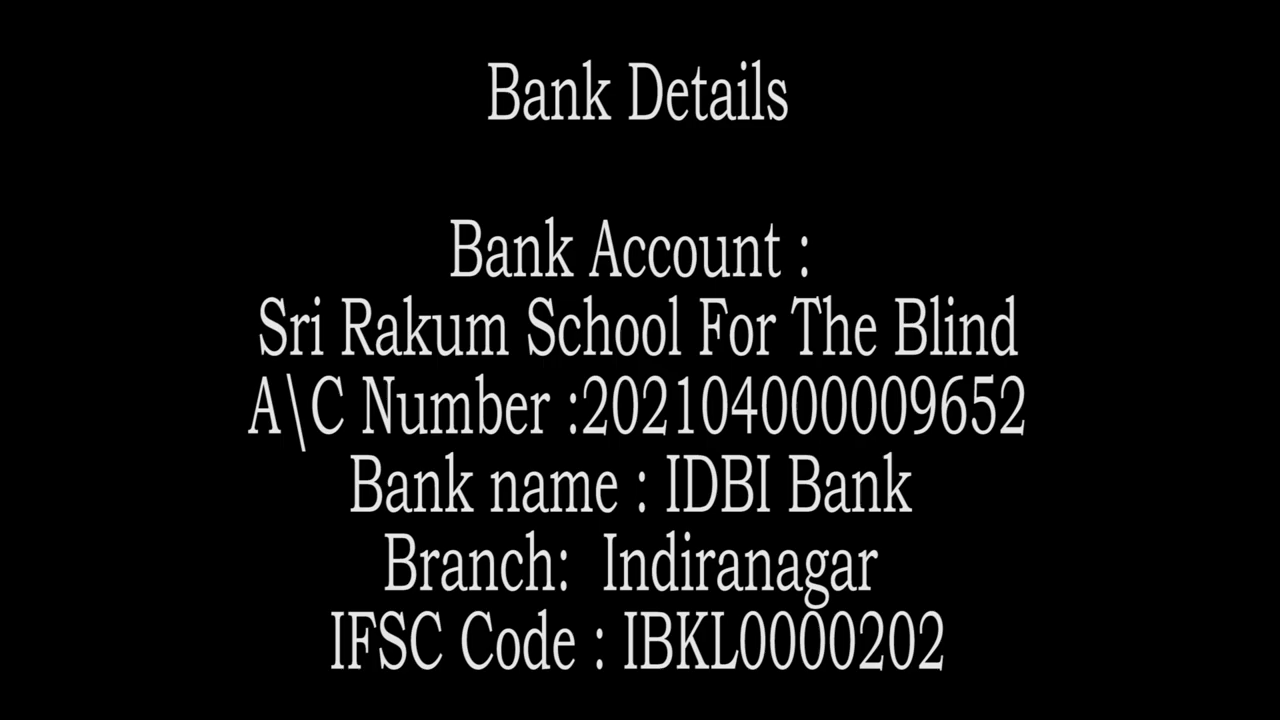 Bank Details
Bank Account :
Sri Rakum School For The Blind
A\C Number :202104000009652
Bank name : IDBI Bank
Branch:  Indiranagar
IFSC Code : IBKL0000202